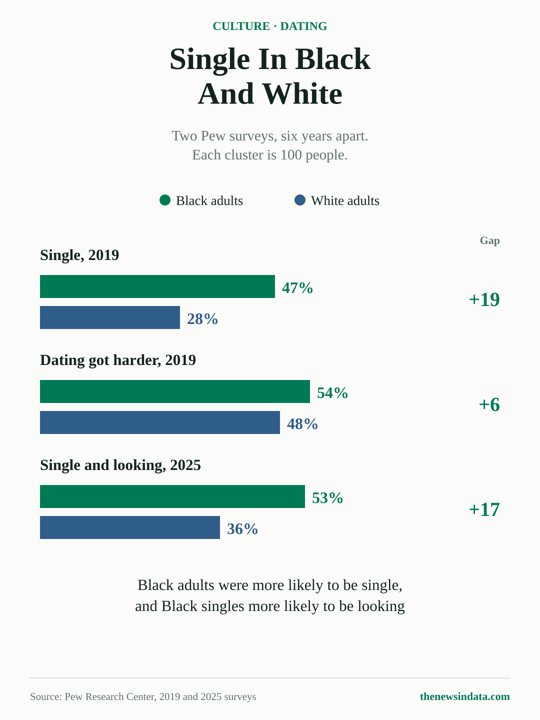 CULTURE · DATING
Single In Black
And White
Two Pew surveys, six years apart.
Each cluster is 100 people.
Black adults
White adults
Gap
Single, 2019
47%
28%
+19
Dating got harder, 2019
54%
48%
+6
Single and looking, 2025
53%
36%
+17
Black adults were more likely to be single,
and Black singles more likely to be looking
Source: Pew Research Center, 2019 and 2025 surveys
thenewsindata.com